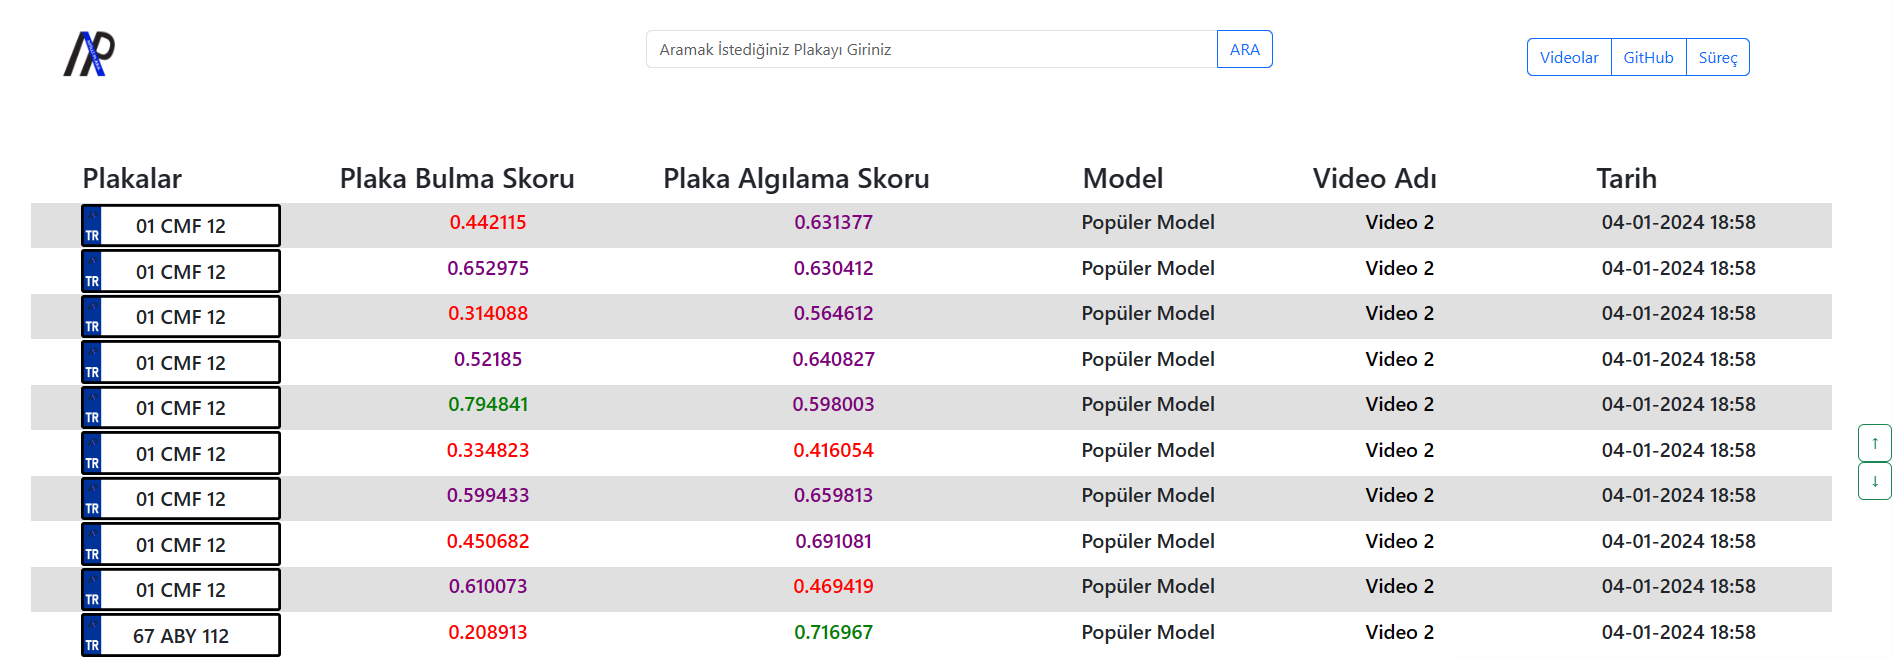 AP
Aramak İstediğiniz Plakayı Giriniz ARA
Videolar GitHub Süreç
Plakalar Plaka Bulma Skoru Plaka Algılama Skoru Model Video Adı Tarih
TR 01 CMF 12 0.442115 0.631377 Popüler Model Video 2 04-01-2024 18:58
TR 01 CMF 12 0.652975 0.630412 Popüler Model Video 2 04-01-2024 18:58
TR 01 CMF 12 0.314088 0.564612 Popüler Model Video 2 04-01-2024 18:58
TR 01 CMF 12 0.52185 0.640827 Popüler Model Video 2 04-01-2024 18:58
TR 01 CMF 12 0.794841 0.598003 Popüler Model Video 2 04-01-2024 18:58
TR 01 CMF 12 0.334823 0.416054 Popüler Model Video 2 04-01-2024 18:58
TR 01 CMF 12 0.599433 0.659813 Popüler Model Video 2 04-01-2024 18:58
TR 01 CMF 12 0.450682 0.691081 Popüler Model Video 2 04-01-2024 18:58
TR 01 CMF 12 0.610073 0.469419 Popüler Model Video 2 04-01-2024 18:58
TR 67 ABY 112 0.208913 0.716967 Popüler Model Video 2 04-01-2024 18:58
↑
↓